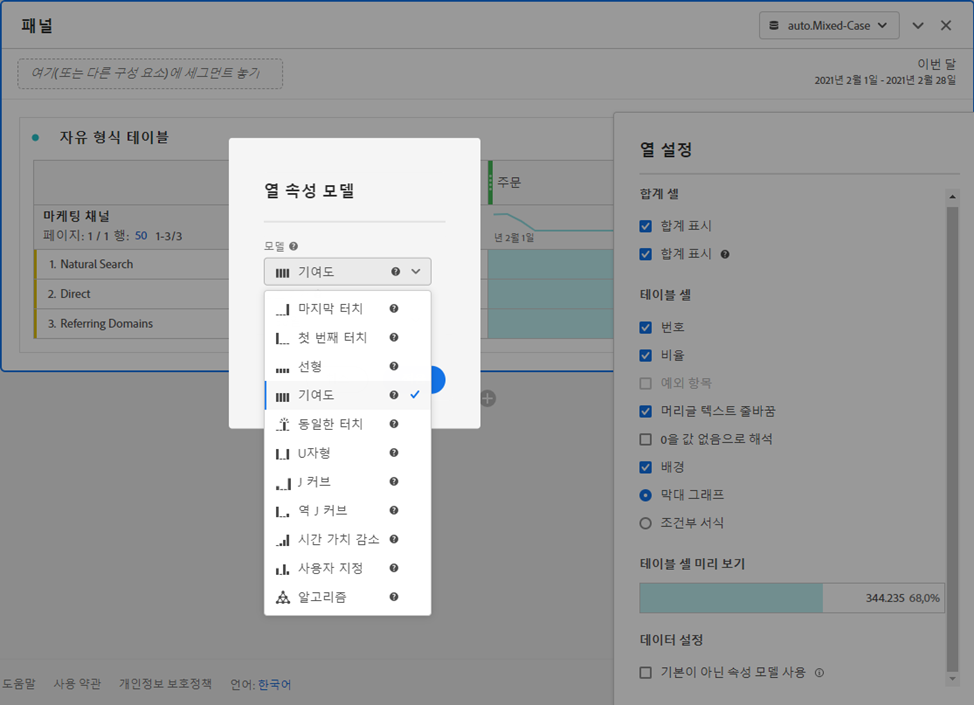 패널
auto.Mixed-Case
여기(또는 다른 구성 요소)에 세그먼트 놓기
이번 달
2021년 2월 1일 - 2021년 2월 28일
자유 형식 테이블
주문
마케팅 채널
페이지: 1 / 1 행: 50 1-3/3
년 2월 1일
1. Natural Search
2. Direct
3. Referring Domains
열 속성 모델
모델
기여도
마지막 터치
첫 번째 터치
선형
기여도
동일한 터치
U자형
J 커브
역 J 커브
시간 가치 감소
사용자 지정
알고리즘
열 설정
합계 셀
합계 표시
합계 표시
테이블 셀
번호
비율
예외 항목
머리글 텍스트 줄바꿈
0을 값 없음으로 해석
배경
막대 그래프
조건부 서식
테이블 셀 미리 보기
344.235 68,0%
데이터 설정
기본이 아닌 속성 모델 사용
도움말 사용 약관 개인정보 보호정책 언어: 한국어